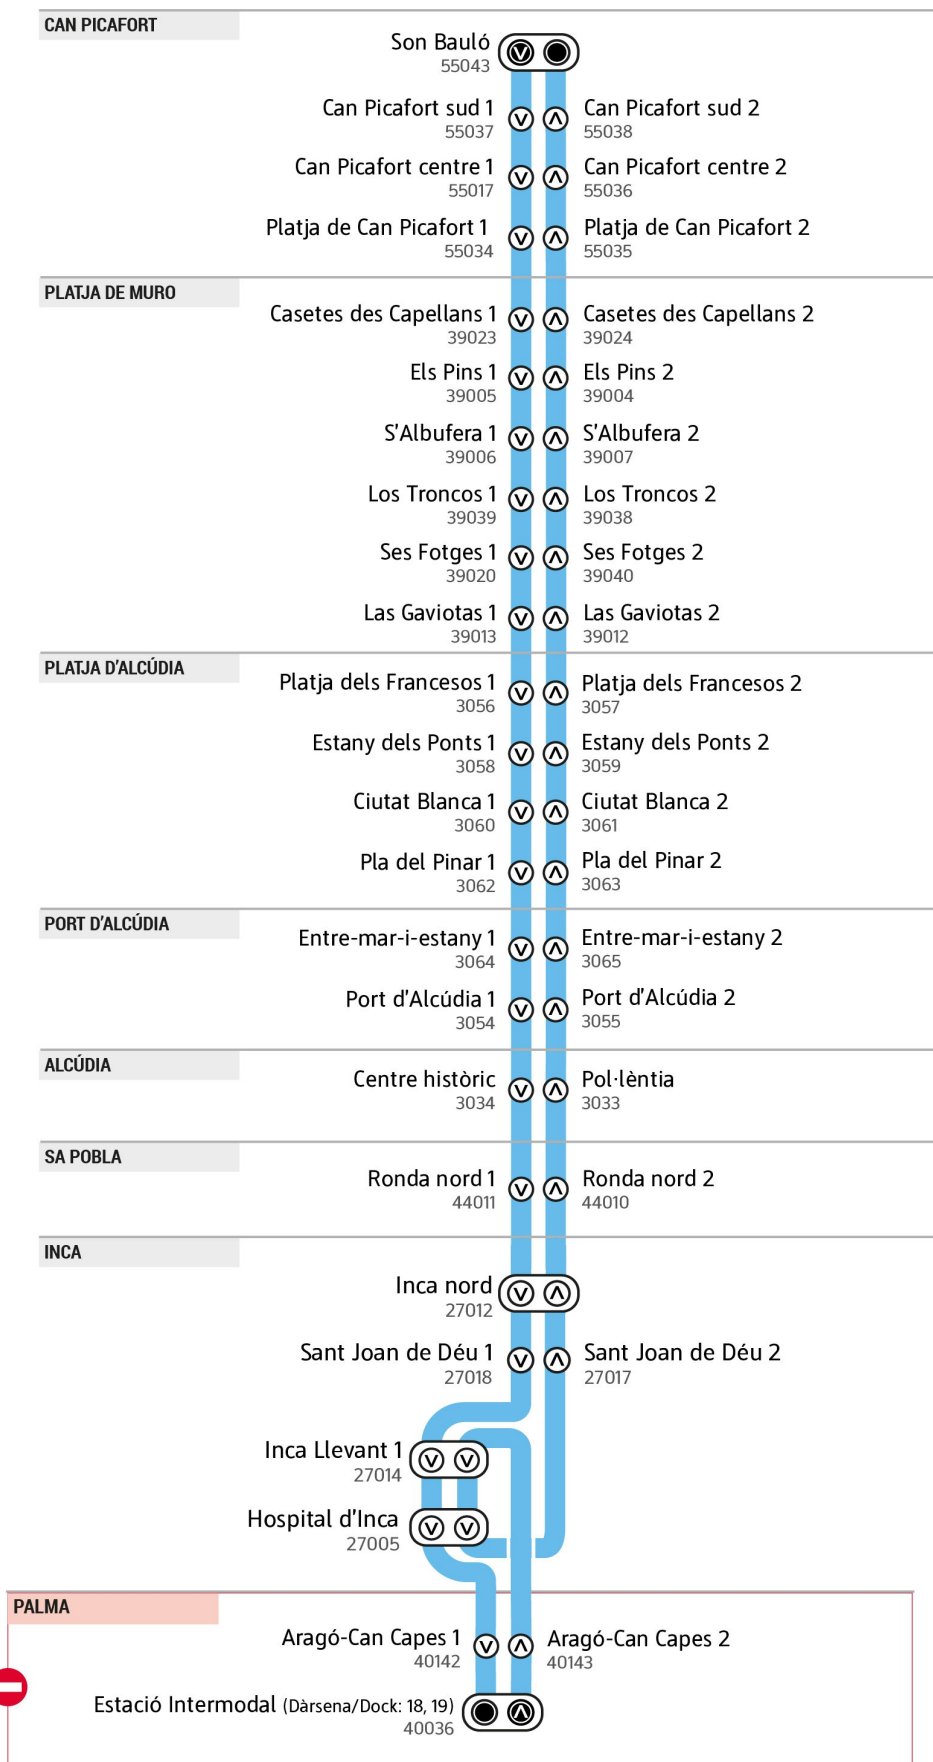 CAN PICAFORT
Son Bauló
55043
Can Picafort sud 1
55037
Can Picafort sud 2
55038
Can Picafort centre 1
55017
Can Picafort centre 2
55036
Platja de Can Picafort 1
55034
Platja de Can Picafort 2
55035
PLATJA DE MURO
Casetes des Capellans 1
39023
Casetes des Capellans 2
39024
Els Pins 1
39005
Els Pins 2
39004
S'Albufera 1
39006
S'Albufera 2
39007
Los Troncos 1
39039
Los Troncos 2
39038
Ses Fotges 1
39020
Ses Fotges 2
39040
Las Gaviotas 1
39013
Las Gaviotas 2
39012
PLATJA D'ALCÚDIA
Platja dels Francesos 1
3056
Platja dels Francesos 2
3057
Estany dels Ponts 1
3058
Estany dels Ponts 2
3059
Ciutat Blanca 1
3060
Ciutat Blanca 2
3061
Pla del Pinar 1
3062
Pla del Pinar 2
3063
PORT D'ALCÚDIA
Entre-mar-i-estany 1
3064
Entre-mar-i-estany 2
3065
Port d'Alcúdia 1
3054
Port d'Alcúdia 2
3055
ALCÚDIA
Centre històric
3034
Pol·lèntia
3033
SA POBLA
Ronda nord 1
44011
Ronda nord 2
44010
INCA
Inca nord
27012
Sant Joan de Déu 1
27018
Sant Joan de Déu 2
27017
Inca Llevant 1
27014
Hospital d'Inca
27005
PALMA
Aragó-Can Capes 1
40142
Aragó-Can Capes 2
40143
Estació Intermodal (Dàrsena/Dock: 18, 19)
40036